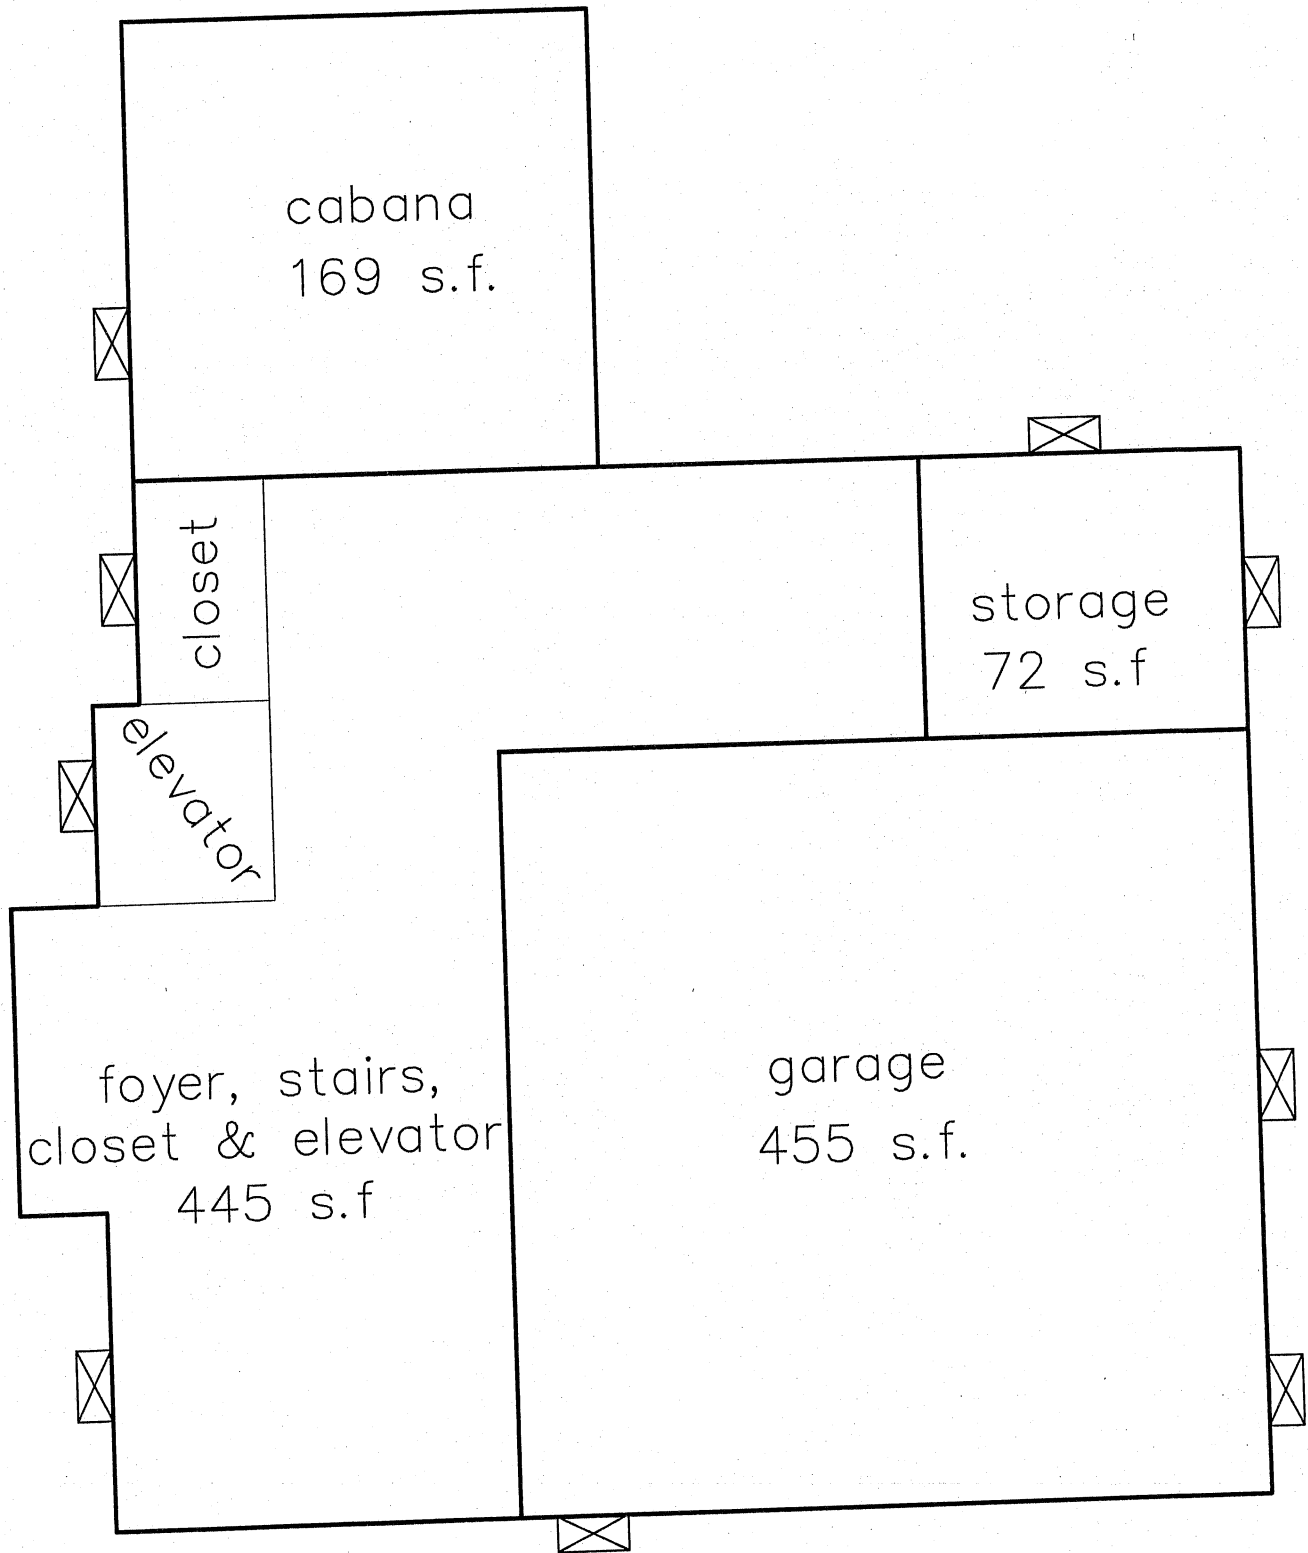 cabana
169 s.f.
closet
storage
72 s.f
elevator
foyer, stairs,
closet & elevator
445 s.f
garage
455 s.f.